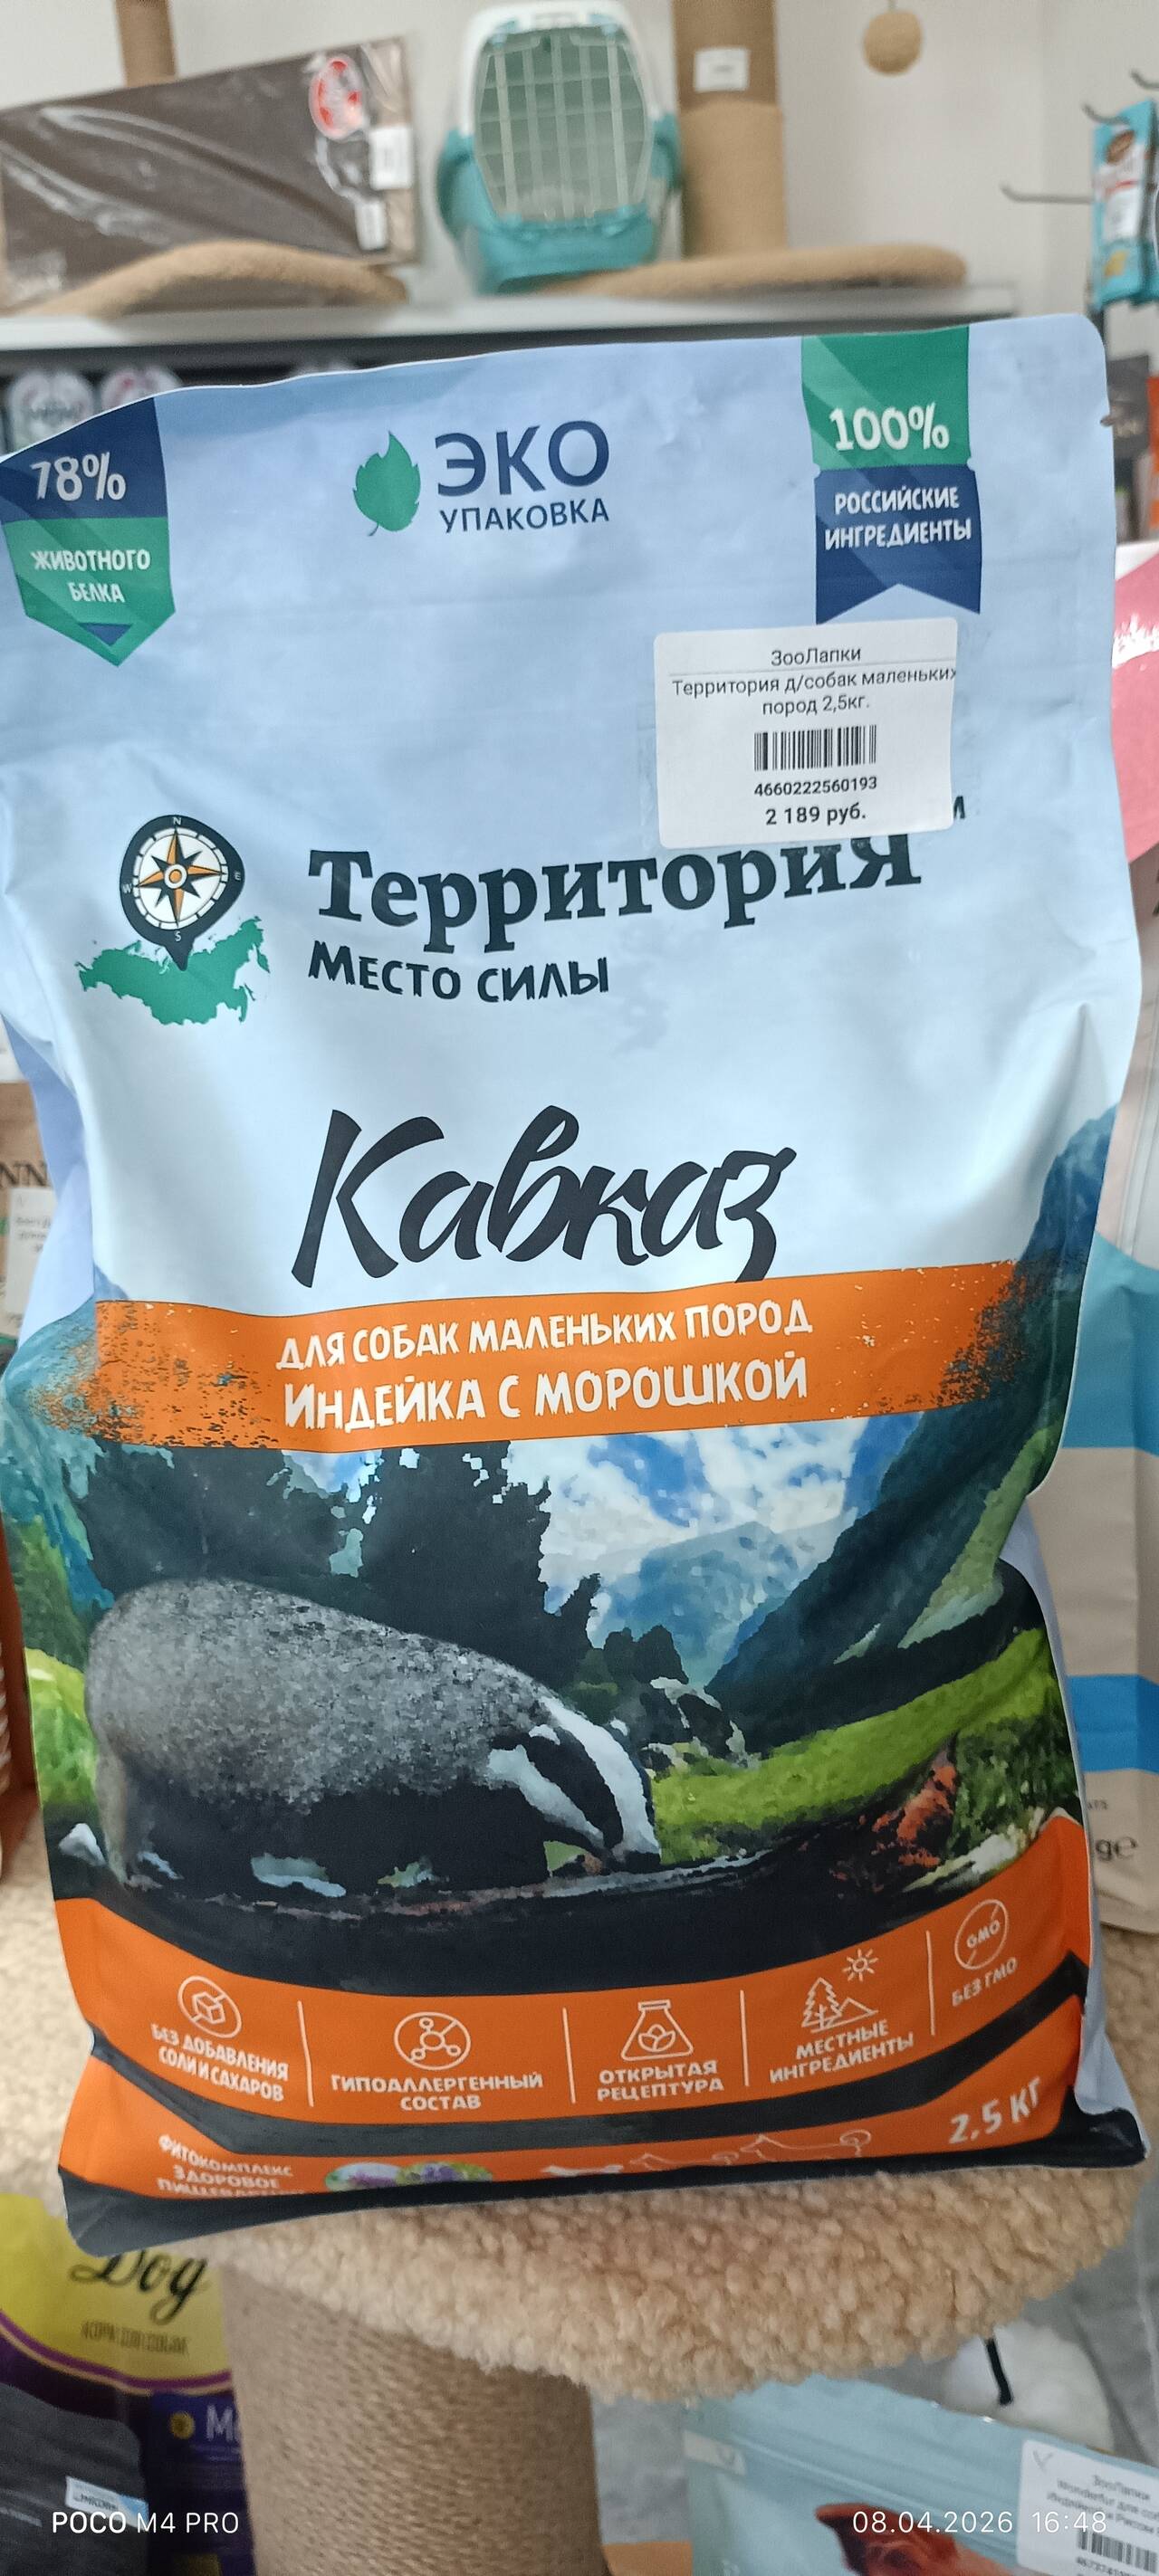 78%
ЖИВОТНОГО
БЕЛКА
ЭКО
УПАКОВКА
100%
РОССИЙСКИЕ
ИНГРЕДИЕНТЫ
ЗооЛапки
Территория д/собак маленьких
пород 2,5кг.
4660222560193
2 189 руб.
N
W
E
S
ТерриториЯ
МЕСТО СИЛЫ
Кавказ
ДЛЯ СОБАК МАЛЕНЬКИХ ПОРОД
ИНДЕЙКА С МОРОШКОЙ
БЕЗ ДОБАВЛЕНИЯ
СОЛИ И САХАРОВ
ГИПОАЛЛЕРГЕННЫЙ
СОСТАВ
ОТКРЫТАЯ
РЕЦЕПТУРА
МЕСТНЫЕ
ИНГРЕДИЕНТЫ
GMO
БЕЗ ГМО
2,5 КГ
ФИТОКОМПЛЕКС
ЗДОРОВОЕ
Dog
POCO M4 PRO
08.04.2026 16:48
ЗооЛапки